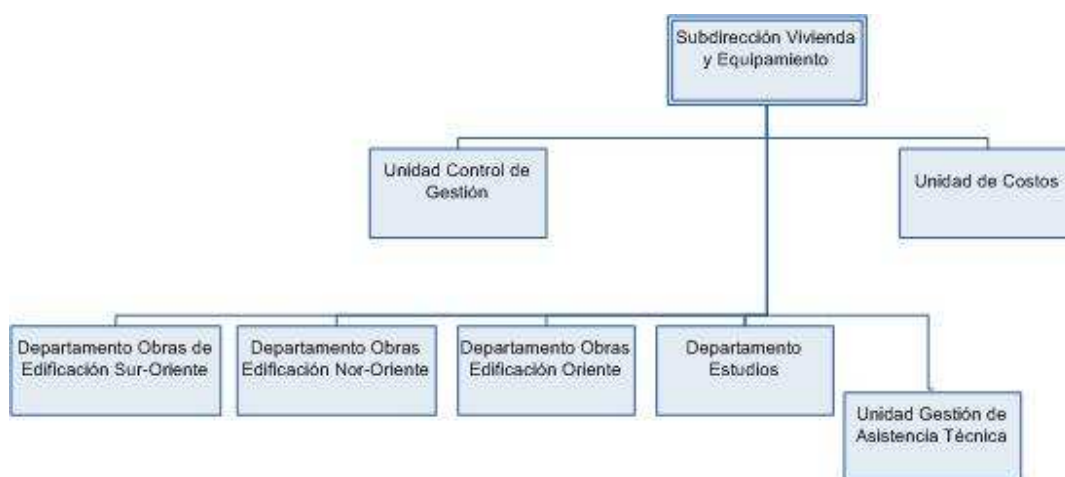 Subdirección Vivienda
y Equipamiento
Unidad Control de
Gestión
Unidad de Costos
Departamento Obras de
Edificación Sur-Oriente
Departamento Obras
Edificación Nor-Oriente
Departamento Obras
Edificación Oriente
Departamento
Estudios
Unidad Gestión de
Asistencia Técnica